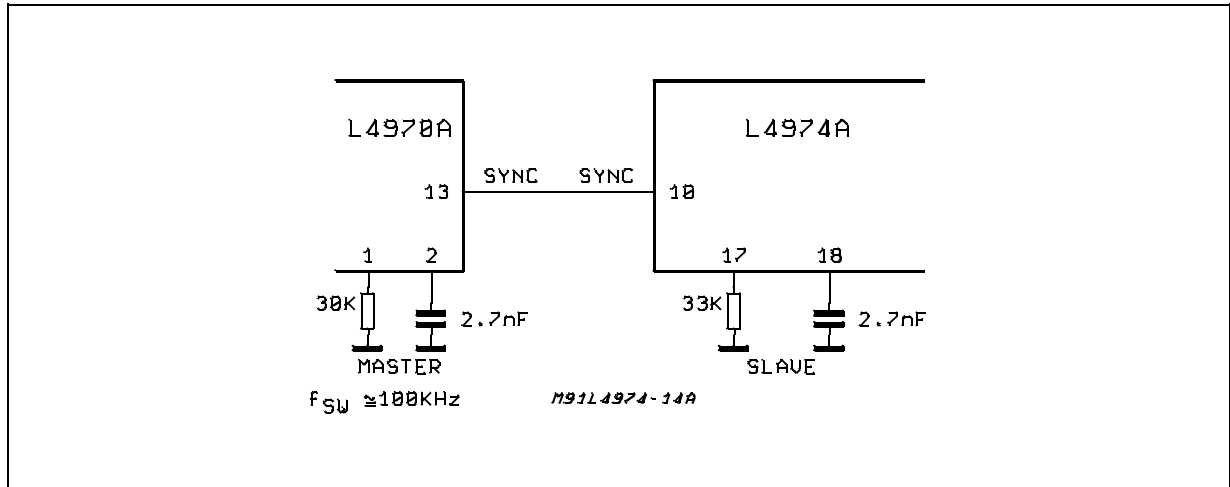 L4970A
L4974A
SYNC SYNC
13
10
1 2
17 18
30K
2.7nF
33K
2.7nF
MASTER
SLAVE
fSW ≅100KHz
M91L4974-14A